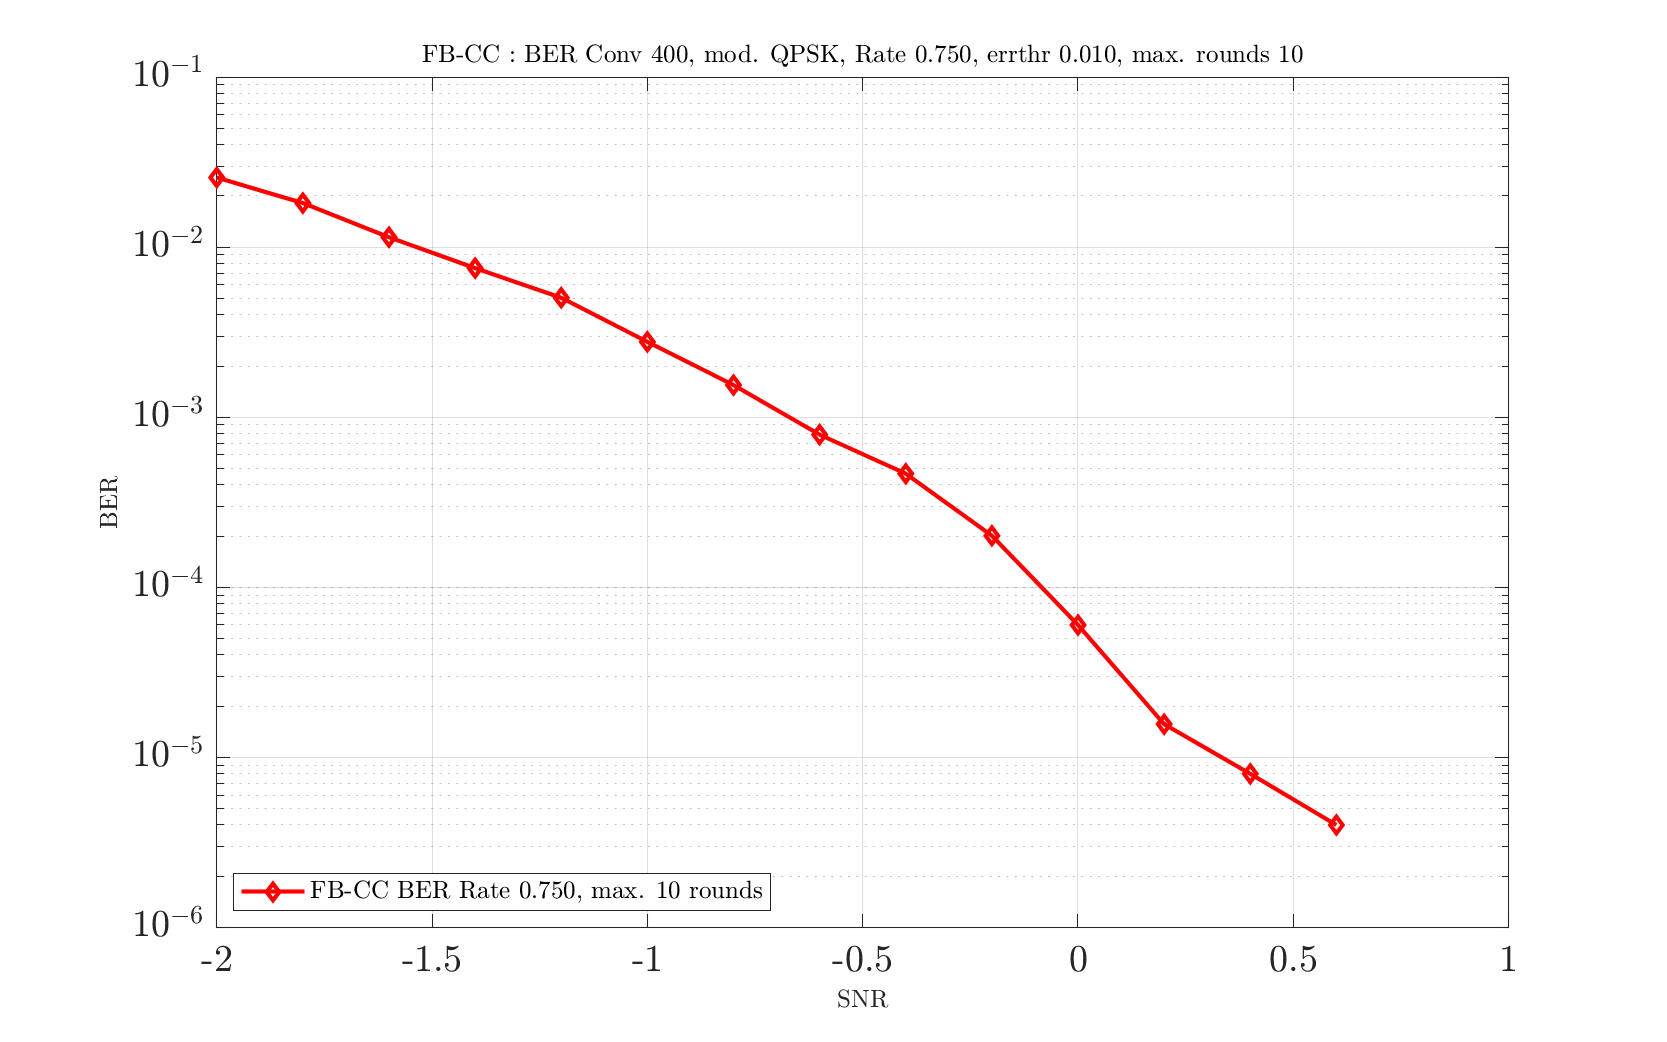 FB-CC : BER Conv 400, mod. QPSK, Rate 0.750, errthr 0.010, max. rounds 10
10⁻¹
10⁻²
10⁻³
10⁻⁴
10⁻⁵
10⁻⁶
BER
FB-CC BER Rate 0.750, max. 10 rounds
-2 -1.5 -1 -0.5 0 0.5 1
SNR